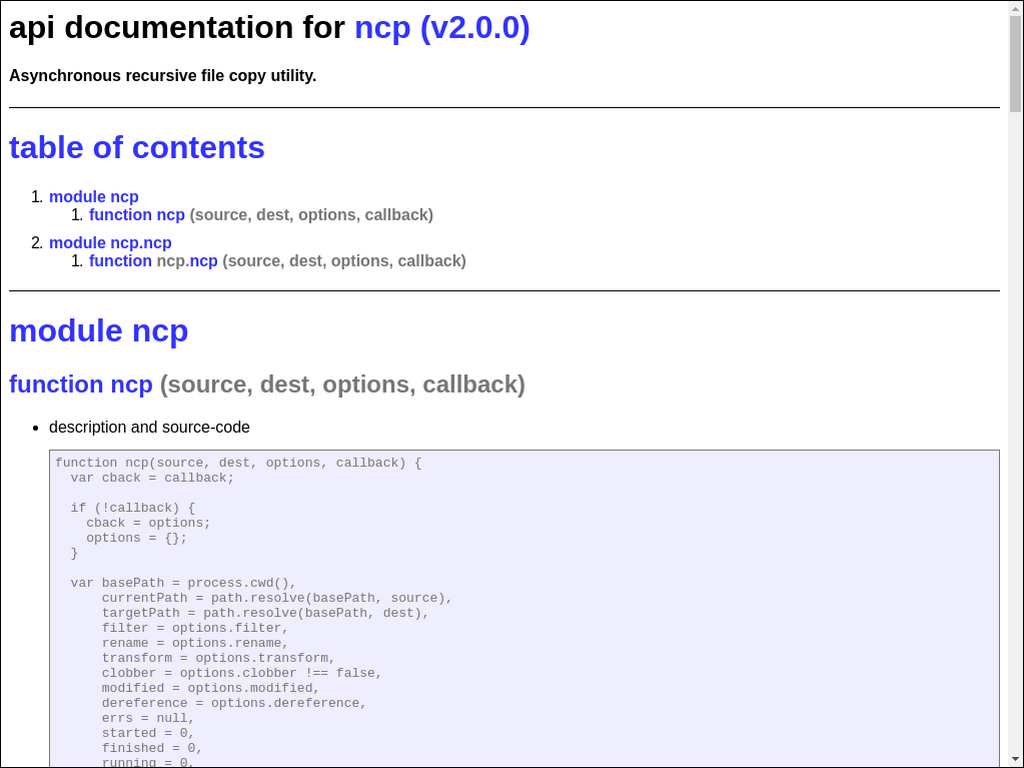 api documentation for ncp (v2.0.0)
Asynchronous recursive file copy utility.
table of contents
1. module ncp
1. function ncp (source, dest, options, callback)
2. module ncp.ncp
1. function ncp.ncp (source, dest, options, callback)
module ncp
function ncp (source, dest, options, callback)
• description and source-code
function ncp(source, dest, options, callback) {
  var cback = callback;
  if (!callback) {
    cback = options;
    options = {};
  }
  var basePath = process.cwd(),
      currentPath = path.resolve(basePath, source),
      targetPath = path.resolve(basePath, dest),
      filter = options.filter,
      rename = options.rename,
      transform = options.transform,
      clobber = options.clobber !== false,
      modified = options.modified,
      dereference = options.dereference,
      errs = null,
      started = 0,
      finished = 0,
      running = 0,